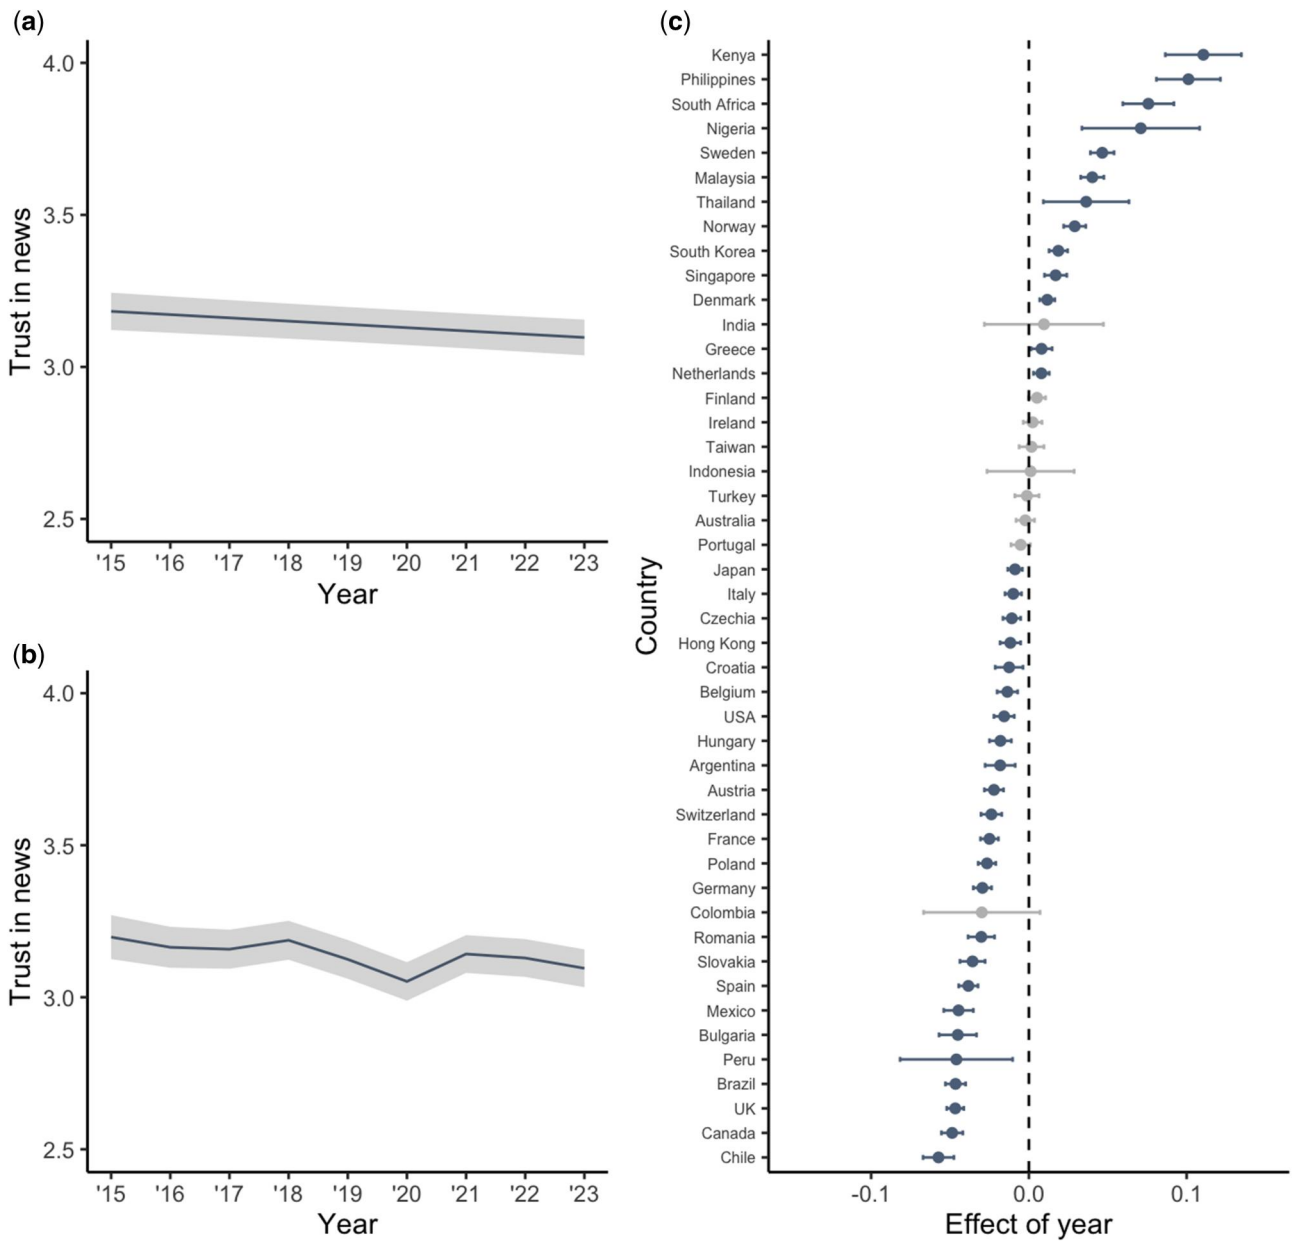 (a)
4.0
3.5
3.0
2.5
Trust in news
'15 '16 '17 '18 '19 '20 '21 '22 '23
Year
(b)
4.0
3.5
3.0
2.5
Trust in news
'15 '16 '17 '18 '19 '20 '21 '22 '23
Year
(c)
Country
Kenya
Philippines
South Africa
Nigeria
Sweden
Malaysia
Thailand
Norway
South Korea
Singapore
Denmark
India
Greece
Netherlands
Finland
Ireland
Taiwan
Indonesia
Turkey
Australia
Portugal
Japan
Italy
Czechia
Hong Kong
Croatia
Belgium
USA
Hungary
Argentina
Austria
Switzerland
France
Poland
Germany
Colombia
Romania
Slovakia
Spain
Mexico
Bulgaria
Peru
Brazil
UK
Canada
Chile
-0.1 0.0 0.1
Effect of year